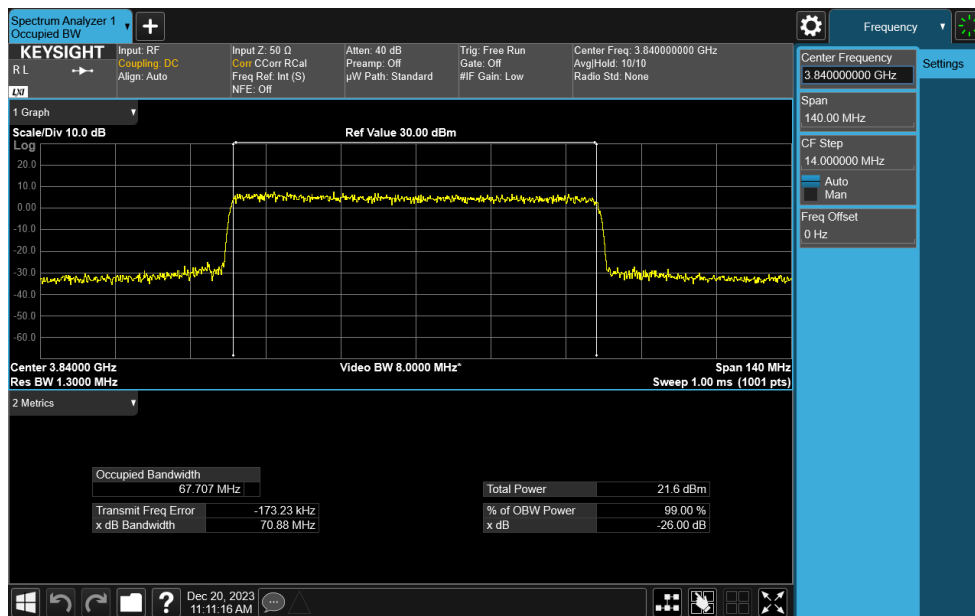 Spectrum Analyzer 1
Occupied BW
+
Frequency
KEYSIGHT
R L
LXI
Input: RF
Coupling: DC
Align: Auto
Input Z: 50 Ω
Corr CCorr RCal
Freq Ref: Int (S)
NFE: Off
Atten: 40 dB
Preamp: Off
µW Path: Standard
Trig: Free Run
Gate: Off
#IF Gain: Low
Center Freq: 3.840000000 GHz
Avg|Hold: 10/10
Radio Std: None
Center Frequency
3.840000000 GHz
Settings
Span
140.00 MHz
CF Step
14.000000 MHz
Auto
Man
Freq Offset
0 Hz
1 Graph
Scale/Div 10.0 dB
Ref Value 30.00 dBm
Log
20.0
10.0
0.00
-10.0
-20.0
-30.0
-40.0
-50.0
-60.0
Center 3.84000 GHz
Video BW 8.0000 MHz*
Span 140 MHz
Res BW 1.3000 MHz
Sweep 1.00 ms (1001 pts)
2 Metrics
Occupied Bandwidth
67.707 MHz
Total Power 21.6 dBm
Transmit Freq Error -173.23 kHz
% of OBW Power 99.00 %
x dB Bandwidth 70.88 MHz
x dB -26.00 dB
?
Dec 20, 2023
11:11:16 AM